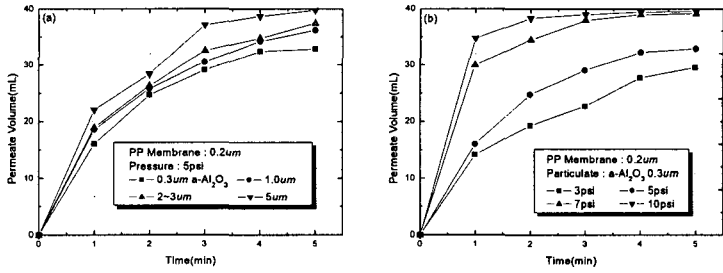 (a)
40
30
20
10
0
Permeate Volume(mL)
PP Membrane : 0.2um
Pressure : 5psi
0.3um a-Al2O3 1.0um
2~3um 5um
0 1 2 3 4 5
Time(min)
(b)
40
30
20
10
0
Permeate Volume(mL)
PP Membrane : 0.2um
Particulate : a-Al2O3 0.3um
3psi 5psi
7psi 10psi
0 1 2 3 4 5
Time(min)